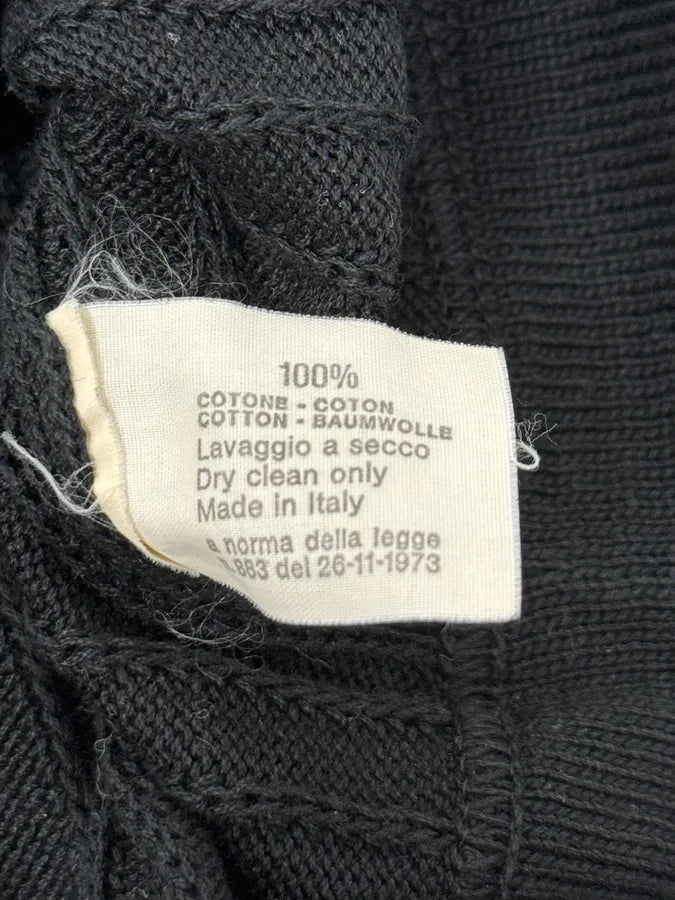 100%
COTONE - COTON
COTTON - BAUMWOLLE
Lavaggio a secco
Dry clean only
Made in Italy
a norma della legge
883 del 26-11-1973